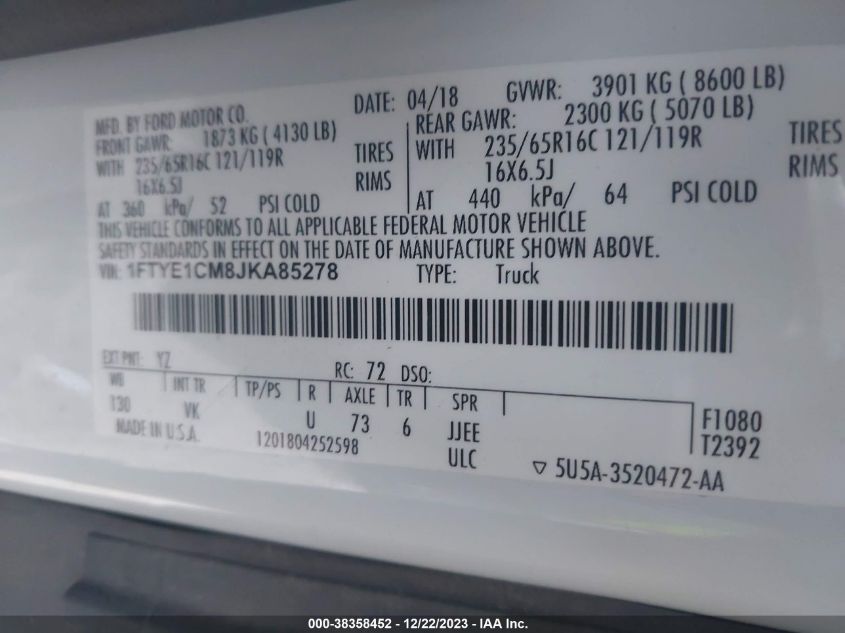 MFD. BY FORD MOTOR CO.
DATE: 04/18 GVWR: 3901 KG ( 8600 LB)
FRONT GAWR: 1873 KG ( 4130 LB)
REAR GAWR: 2300 KG ( 5070 LB)
WITH 235/65R16C 121/119R TIRES
WITH 235/65R16C 121/119R TIRES
16X6.5J RIMS
16X6.5J RIMS
AT 360 kPa/ 52 PSI COLD
AT 440 kPa/ 64 PSI COLD
THIS VEHICLE CONFORMS TO ALL APPLICABLE FEDERAL MOTOR VEHICLE
SAFETY STANDARDS IN EFFECT ON THE DATE OF MANUFACTURE SHOWN ABOVE.
VIN: 1FTYE1CM8JKA85278 TYPE: Truck
EXT PNT: YZ RC: 72 DSO:
WB INT TR TP/PS R AXLE TR SPR
130 VK U 73 6 JJEE F1080
MADE IN U.S.A. 1201804252598 ULC T2392
▽ 5U5A-3520472-AA
000-38358452 - 12/22/2023 - IAA Inc.